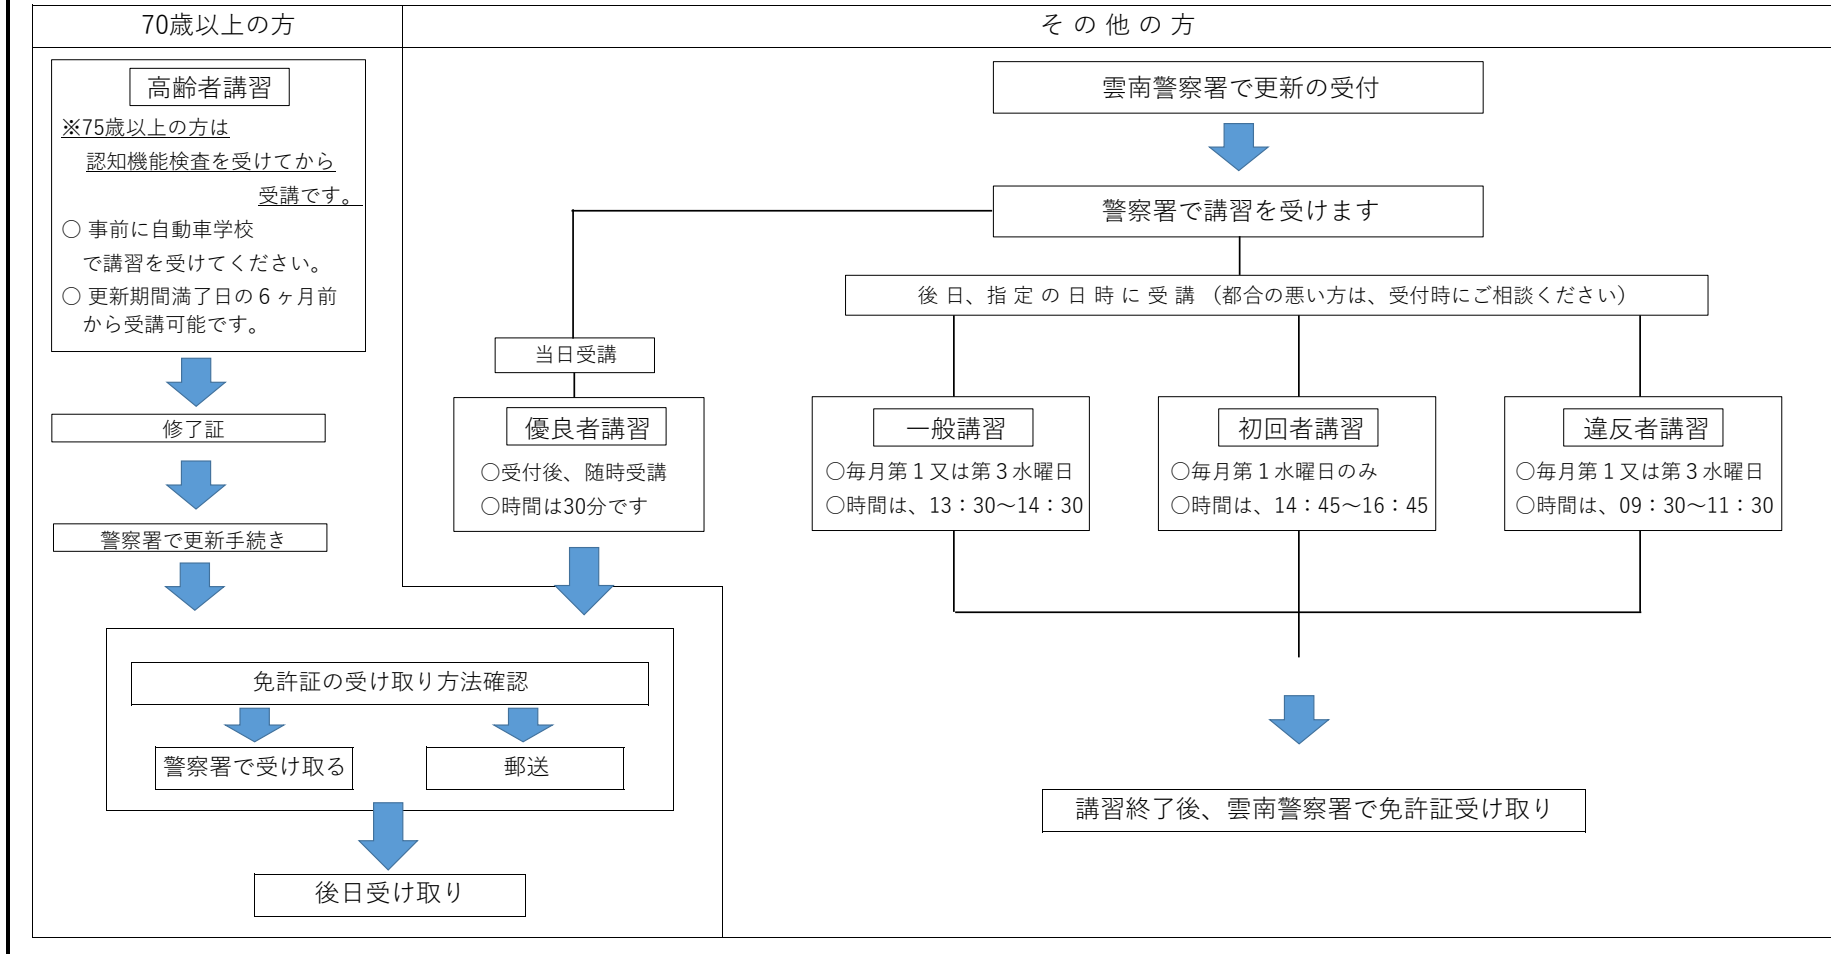 70歳以上の方
高齢者講習
※75歳以上の方は
認知機能検査を受けてから
受講です。
○ 事前に自動車学校
で講習を受けてください。
○ 更新期間満了日の６ヶ月前
から受講可能です。
修了証
警察署で更新手続き
その他の方
雲南警察署で更新の受付
警察署で講習を受けます
当日受講
優良者講習
○受付後、随時受講
○時間は30分です
後日、指定の日時に受講（都合の悪い方は、受付時にご相談ください）
一般講習
○毎月第１又は第３水曜日
○時間は、13：30～14：30
初回者講習
○毎月第１水曜日のみ
○時間は、14：45～16：45
違反者講習
○毎月第１又は第３水曜日
○時間は、09：30～11：30
免許証の受け取り方法確認
警察署で受け取る
郵送
後日受け取り
講習終了後、雲南警察署で免許証受け取り